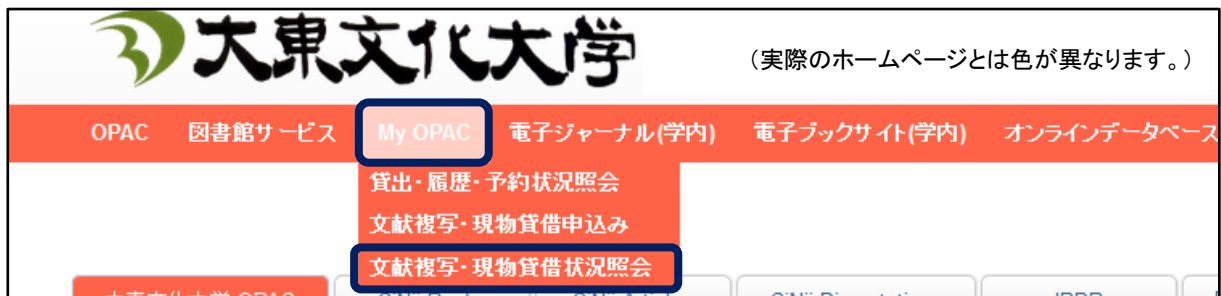 大東文化大学
（実際のホームページとは色が異なります。）
OPAC 図書館サービス My OPAC 電子ジャーナル(学内) 電子ブックサイト(学内) オンラインデータベース
貸出・履歴・予約状況照会
文献複写・現物貸借申込み
文献複写・現物貸借状況照会